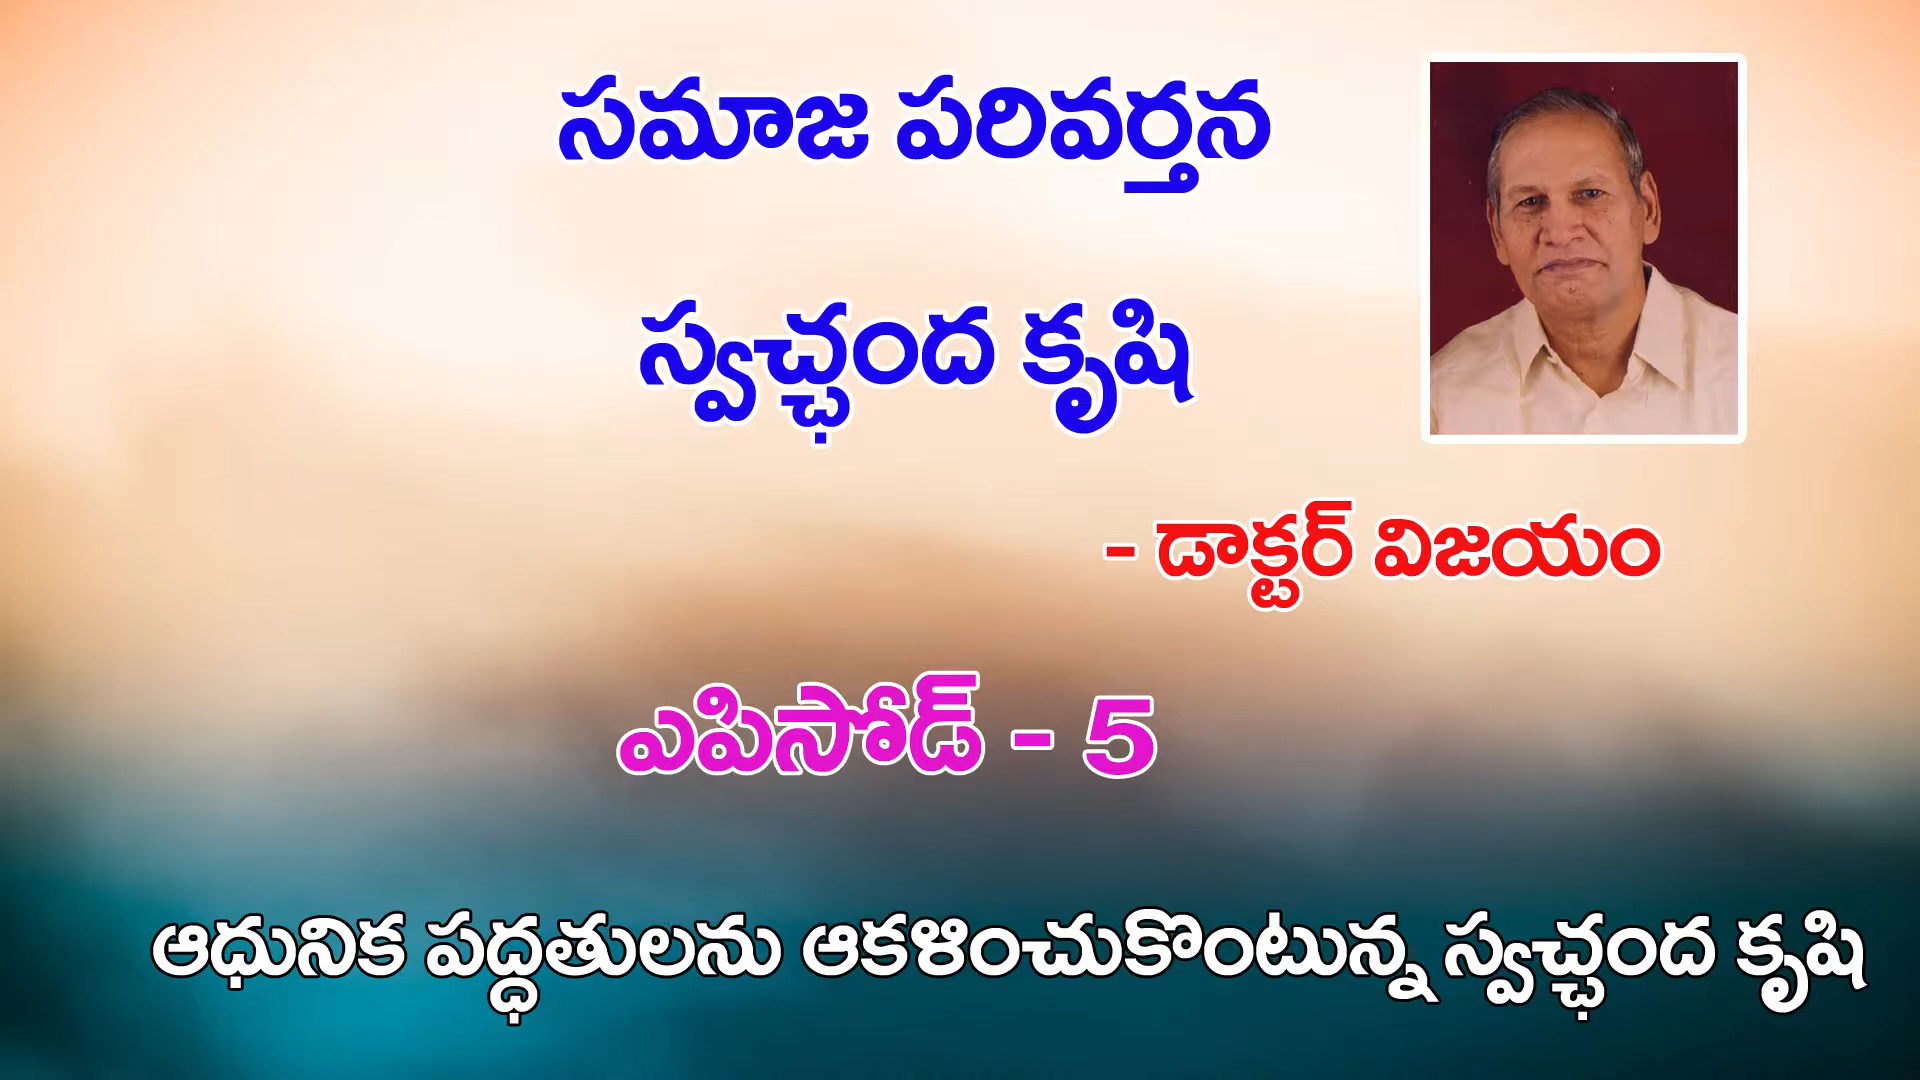 సమాజ పరివర్తన
స్వచ్ఛంద కృషి
- డాక్టర్ విజయం
ఎపిసోడ్ - 5
ఆధునిక పద్ధతులను ఆకళించుకొంటున్న స్వచ్ఛంద కృషి